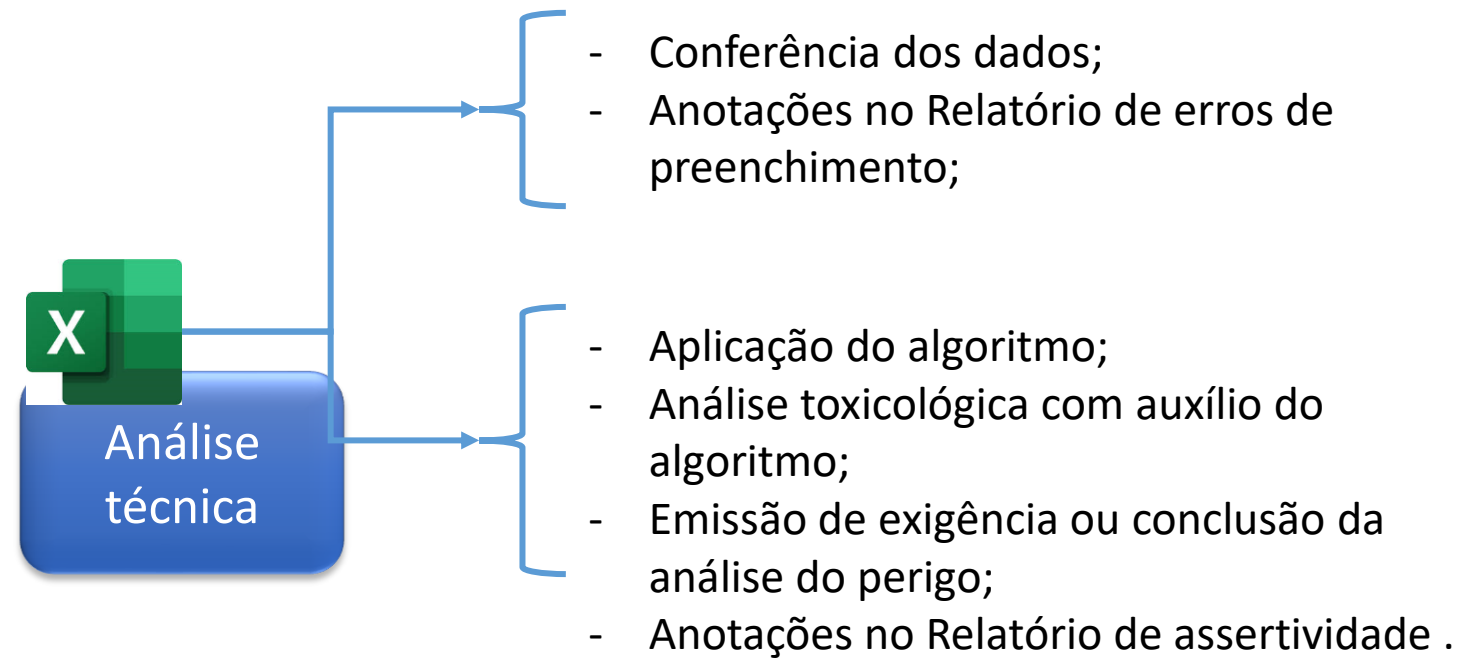 - Conferência dos dados;
- Anotações no Relatório de erros de
preenchimento;
X
Análise
técnica
- Aplicação do algoritmo;
- Análise toxicológica com auxílio do
algoritmo;
- Emissão de exigência ou conclusão da
análise do perigo;
- Anotações no Relatório de assertividade .